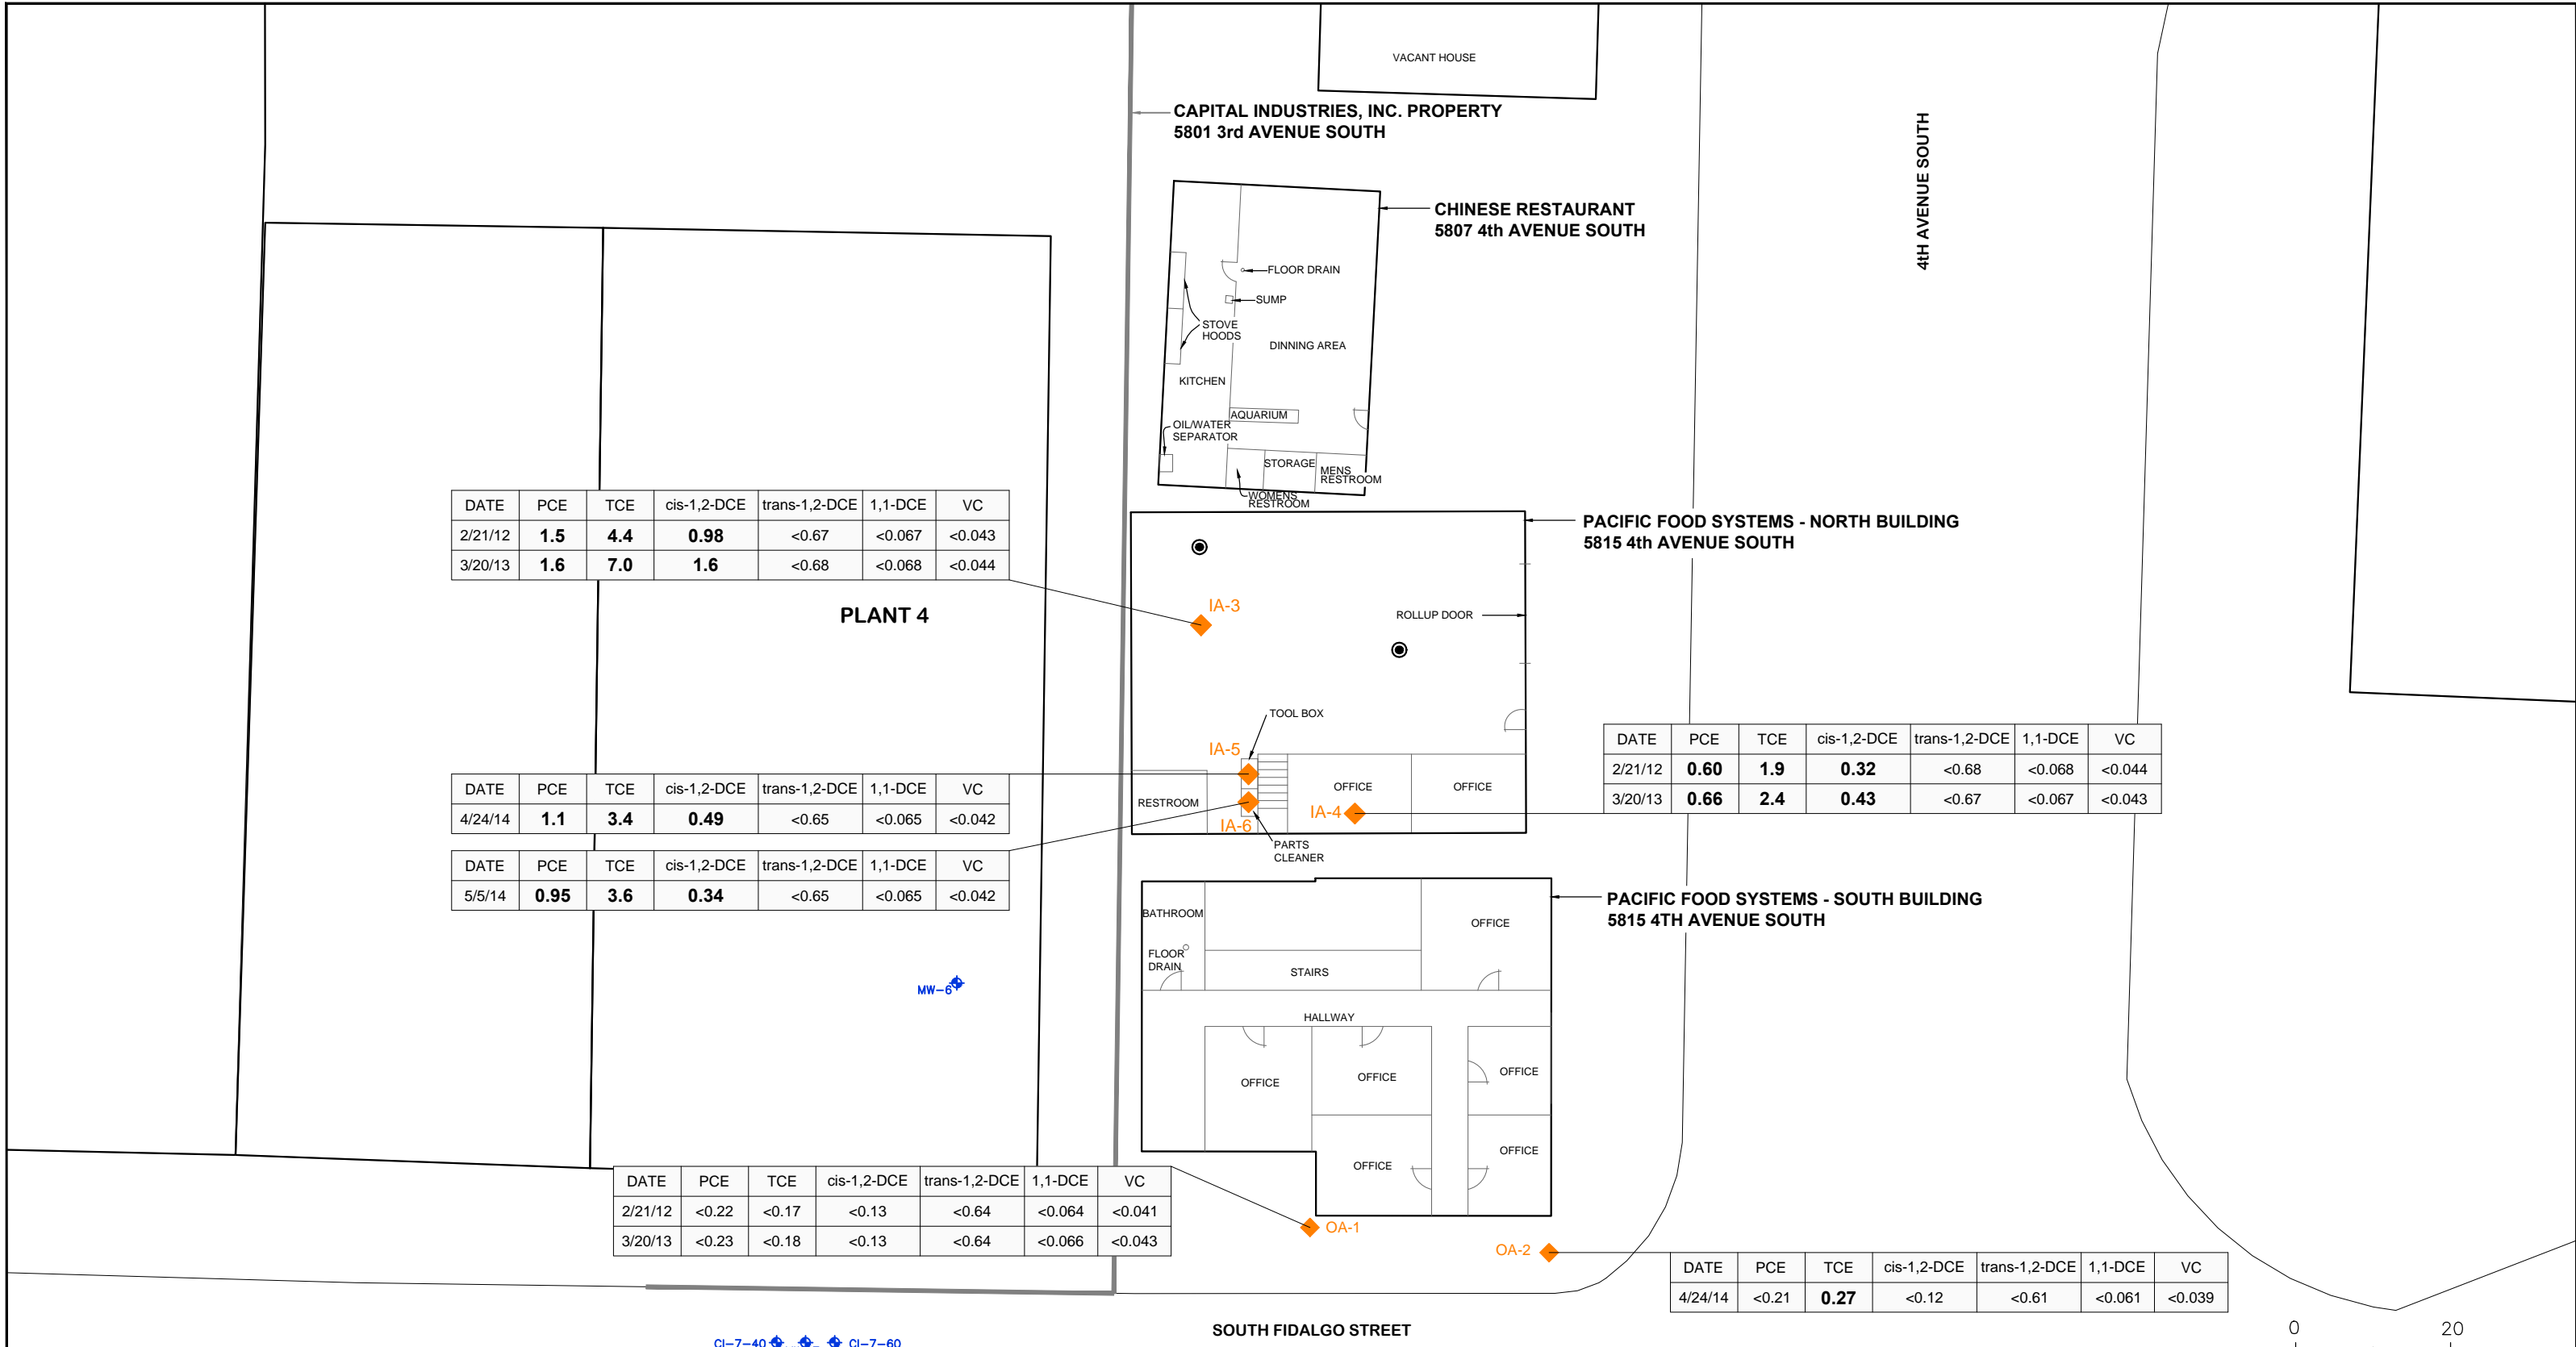 VACANT HOUSE
CAPITAL INDUSTRIES, INC. PROPERTY
5801 3rd AVENUE SOUTH
4tH AVENUE SOUTH
CHINESE RESTAURANT
5807 4th AVENUE SOUTH
FLOOR DRAIN
SUMP
STOVE
HOODS
DINNING AREA
KITCHEN
AQUARIUM
OIL/WATER
SEPARATOR
STORAGE
MENS
RESTROOM
WOMENS
RESTROOM
DATE PCE TCE cis-1,2-DCE trans-1,2-DCE 1,1-DCE VC
2/21/12 1.5 4.4 0.98 <0.67 <0.067 <0.043
3/20/13 1.6 7.0 1.6 <0.68 <0.068 <0.044
PACIFIC FOOD SYSTEMS - NORTH BUILDING
5815 4th AVENUE SOUTH
PLANT 4
IA-3
ROLLUP DOOR
TOOL BOX
IA-5
DATE PCE TCE cis-1,2-DCE trans-1,2-DCE 1,1-DCE VC
2/21/12 0.60 1.9 0.32 <0.68 <0.068 <0.044
3/20/13 0.66 2.4 0.43 <0.67 <0.067 <0.043
DATE PCE TCE cis-1,2-DCE trans-1,2-DCE 1,1-DCE VC
4/24/14 1.1 3.4 0.49 <0.65 <0.065 <0.042
RESTROOM
OFFICE
OFFICE
IA-4
IA-6
PARTS
CLEANER
DATE PCE TCE cis-1,2-DCE trans-1,2-DCE 1,1-DCE VC
5/5/14 0.95 3.6 0.34 <0.65 <0.065 <0.042
PACIFIC FOOD SYSTEMS - SOUTH BUILDING
5815 4TH AVENUE SOUTH
BATHROOM
OFFICE
FLOOR
DRAIN
STAIRS
MW-6
HALLWAY
OFFICE
OFFICE
OFFICE
OFFICE
OFFICE
DATE PCE TCE cis-1,2-DCE trans-1,2-DCE 1,1-DCE VC
2/21/12 <0.22 <0.17 <0.13 <0.64 <0.064 <0.041
3/20/13 <0.23 <0.18 <0.13 <0.64 <0.066 <0.043
OA-1
OA-2
DATE PCE TCE cis-1,2-DCE trans-1,2-DCE 1,1-DCE VC
4/24/14 <0.21 0.27 <0.12 <0.61 <0.061 <0.039
SOUTH FIDALGO STREET
0 20
CI-7-40
CI-7-60